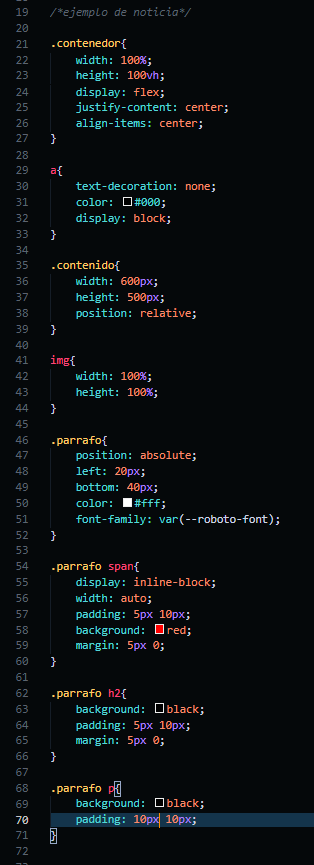 19 /*ejemplo de noticia*/
20
21 .contenedor{
22 width: 100%;
23 height: 100vh;
24 display: flex;
25 justify-content: center;
26 align-items: center;
27 }
28
29 a{
30 text-decoration: none;
31 color: #000;
32 display: block;
33 }
34
35 .contenido{
36 width: 600px;
37 height: 500px;
38 position: relative;
39 }
40
41 img{
42 width: 100%;
43 height: 100%;
44 }
45
46 .parrafo{
47 position: absolute;
48 left: 20px;
49 bottom: 40px;
50 color: #fff;
51 font-family: var(--roboto-font);
52 }
53
54 .parrafo span{
55 display: inline-block;
56 width: auto;
57 padding: 5px 10px;
58 background: red;
59 margin: 5px 0;
60 }
61
62 .parrafo h2{
63 background: black;
64 padding: 5px 10px;
65 margin: 5px 0;
66 }
67
68 .parrafo p{
69 background: black;
70 padding: 10px 10px;
71 }
72